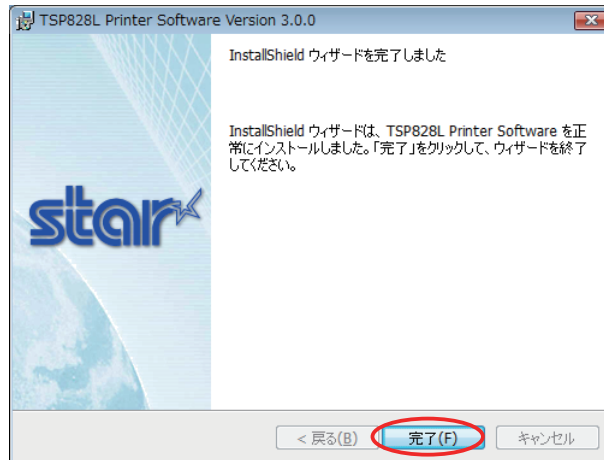 TSP828L Printer Software Version 3.0.0
InstallShield ウィザードを完了しました
InstallShield ウィザードは、TSP828L Printer Software を正
常にインストールしました。「完了」をクリックして、ウィザードを終了
してください。
star
< 戻る(B)
完了(F)
キャンセル